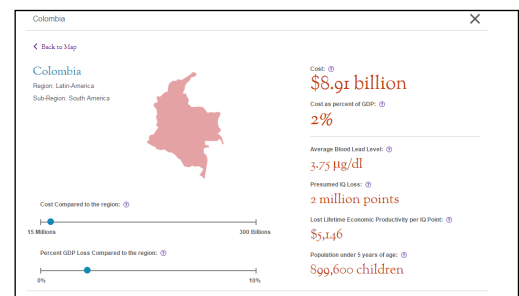 Colombia
Back to Map
Colombia
Region: Latin-America
Sub-Region: South America
Cost Compared to the region:
15 Millions
300 Billions
Percent GDP Loss Compared to the region:
0%
10%
Cost:
$8.91 billion
Cost as percent of GDP:
2%
Average Blood Lead Level:
3.75 µg/dl
Presumed IQ Loss:
2 million points
Lost Lifetime Economic Productivity per IQ Point:
$5,146
Population under 5 years of age:
899,600 children